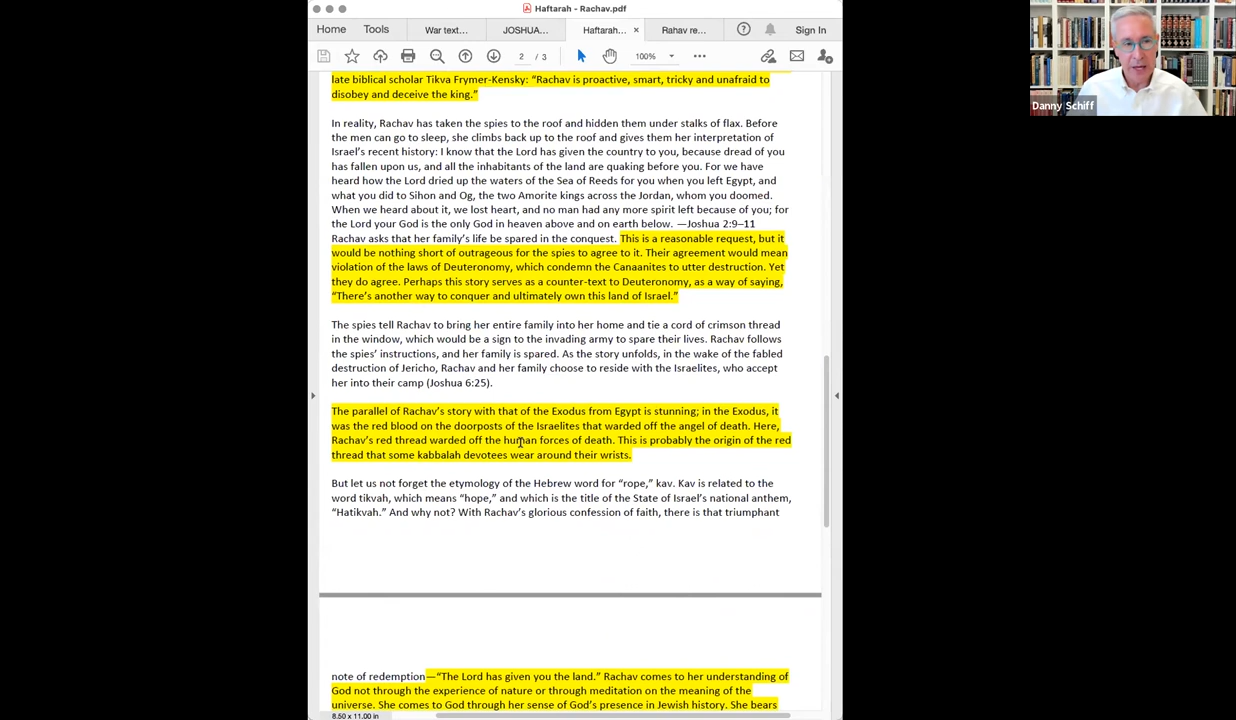 Haftarah - Rachav.pdf
Home Tools War text... JOSHUA... Haftarah... × Rahav re... Sign In
2 / 3 100%
late biblical scholar Tikva Frymer-Kensky: “Rachav is proactive, smart, tricky and unafraid to
disobey and deceive the king.”
In reality, Rachav has taken the spies to the roof and hidden them under stalks of flax. Before
the men can go to sleep, she climbs back up to the roof and gives them her interpretation of
Israel’s recent history: I know that the Lord has given the country to you, because dread of you
has fallen upon us, and all the inhabitants of the land are quaking before you. For we have
heard how the Lord dried up the waters of the Sea of Reeds for you when you left Egypt, and
what you did to Sihon and Og, the two Amorite kings across the Jordan, whom you doomed.
When we heard about it, we lost heart, and no man had any more spirit left because of you; for
the Lord your God is the only God in heaven above and on earth below. —Joshua 2:9–11
Rachav asks that her family’s life be spared in the conquest. This is a reasonable request, but it
would be nothing short of outrageous for the spies to agree to it. Their agreement would mean
violation of the laws of Deuteronomy, which condemn the Canaanites to utter destruction. Yet
they do agree. Perhaps this story serves as a counter-text to Deuteronomy, as a way of saying,
“There’s another way to conquer and ultimately own this land of Israel.”
The spies tell Rachav to bring her entire family into her home and tie a cord of crimson thread
in the window, which would be a sign to the invading army to spare their lives. Rachav follows
the spies’ instructions, and her family is spared. As the story unfolds, in the wake of the fabled
destruction of Jericho, Rachav and her family choose to reside with the Israelites, who accept
her into their camp (Joshua 6:25).
The parallel of Rachav’s story with that of the Exodus from Egypt is stunning; in the Exodus, it
was the red blood on the doorposts of the Israelites that warded off the angel of death. Here,
Rachav’s red thread warded off the human forces of death. This is probably the origin of the red
thread that some kabbalah devotees wear around their wrists.
But let us not forget the etymology of the Hebrew word for “rope,” kav. Kav is related to the
word tikvah, which means “hope,” and which is the title of the State of Israel’s national anthem,
“Hatikvah.” And why not? With Rachav’s glorious confession of faith, there is that triumphant
note of redemption—“The Lord has given you the land.” Rachav comes to her understanding of
God not through the experience of nature or through meditation on the meaning of the
universe. She comes to God through her sense of God’s presence in Jewish history. She bears
8.50 x 11.00 in
Danny Schiff